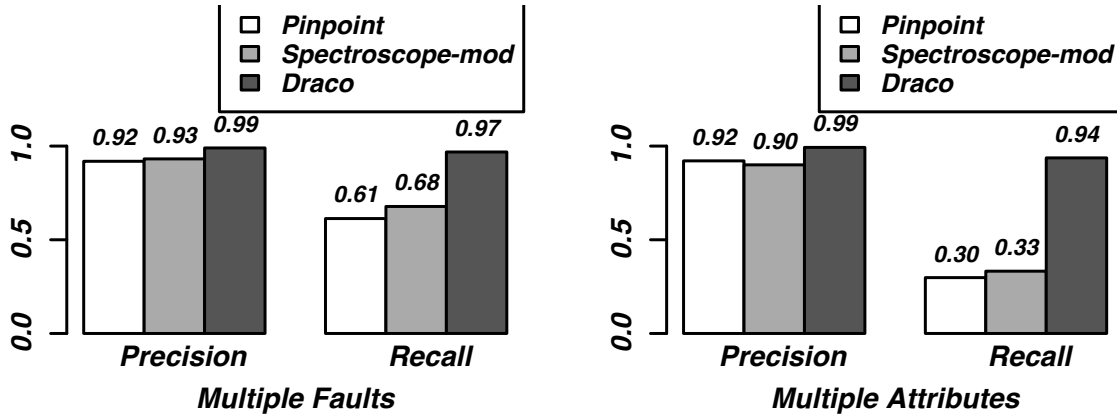 Pinpoint
Spectroscope-mod
Draco
0.92 0.93 0.99 0.61 0.68 0.97
0.0 0.5 1.0
Precision Recall
Multiple Faults
Pinpoint
Spectroscope-mod
Draco
0.92 0.90 0.99 0.30 0.33 0.94
0.0 0.5 1.0
Precision Recall
Multiple Attributes